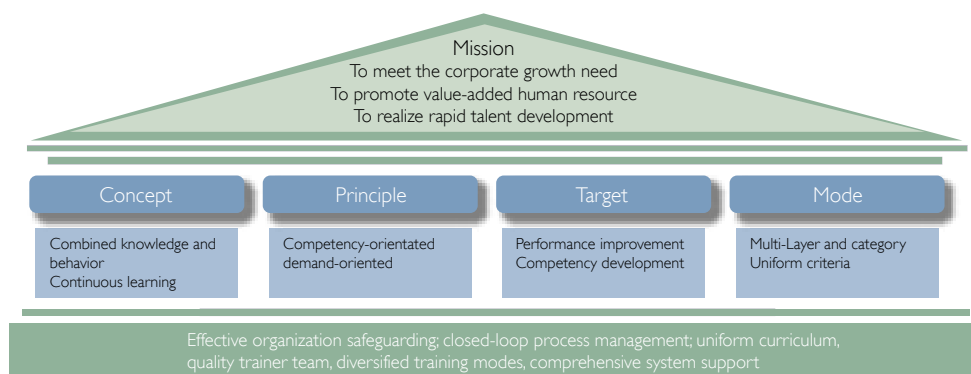 Mission
To meet the corporate growth need
To promote value-added human resource
To realize rapid talent development
Concept
Principle
Target
Mode
Combined knowledge and
behavior
Continuous learning
Competency-orientated
demand-oriented
Performance improvement
Competency development
Multi-Layer and category
Uniform criteria
Effective organization safeguarding; closed-loop process management; uniform curriculum,
quality trainer team, diversified training modes, comprehensive system support